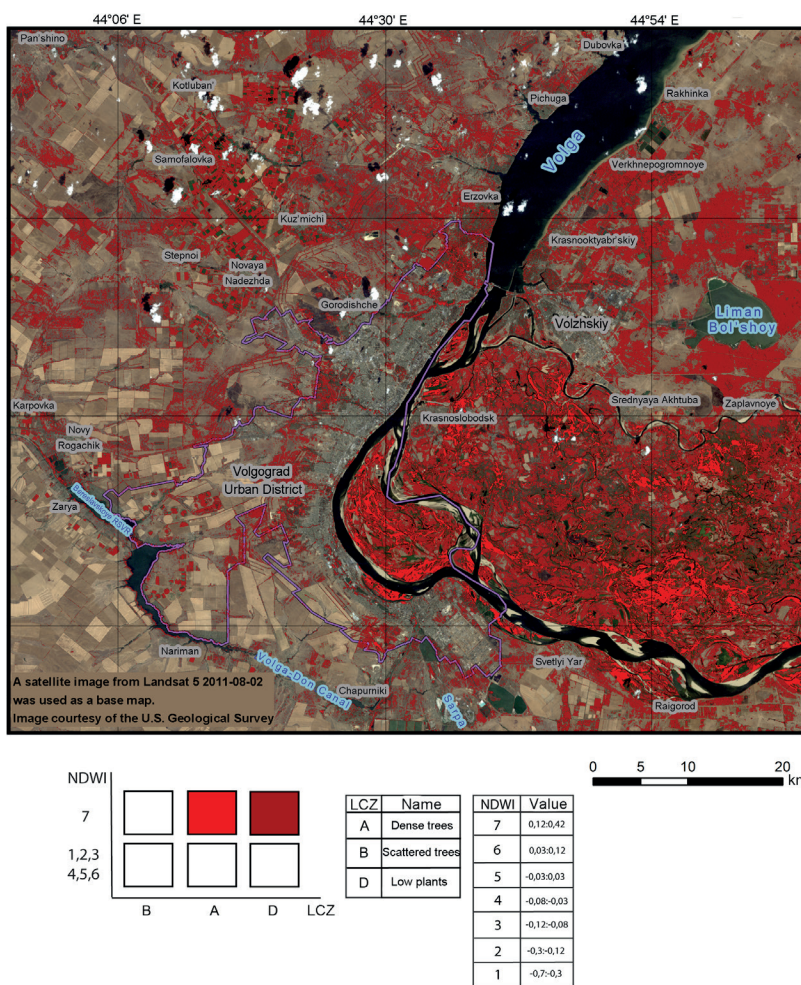 44°06' E 44°30' E 44°54' E
Pan'shino
Dubovka
Kotluban'
Pichuga
Rakhinka
Volga
Samofalovka
Verkhnepogromnoye
Erzovka
Kuz'michi
Krasnooktyabr'skiy
Stepnoi
Novaya
Nadezhda
Gorodishche
Liman
Bol'shoy
Volzhskiy
Srednyaya Akhtuba
Zaplavnoye
Karpovka
Krasnoslobodsk
Novy
Rogachik
Volgograd
Urban District
Zarya
RSVR
Nariman
Svetlyi Yar
Volga-Don Canal
Chapurniki
Sarpa
Raigorod
A satellite image from Landsat 5 2011-08-02
was used as a base map.
Image courtesy of the U.S. Geological Survey
0 5 10 20
km
NDWI
7
1,2,3
4,5,6
B A D LCZ
LCZ Name
A Dense trees
B Scattered trees
D Low plants
NDWI Value
7 0,12:0,42
6 0,03:0,12
5 -0,03:0,03
4 -0,08:-0,03
3 -0,12:-0,08
2 -0,3:-0,12
1 -0,7:-0,3